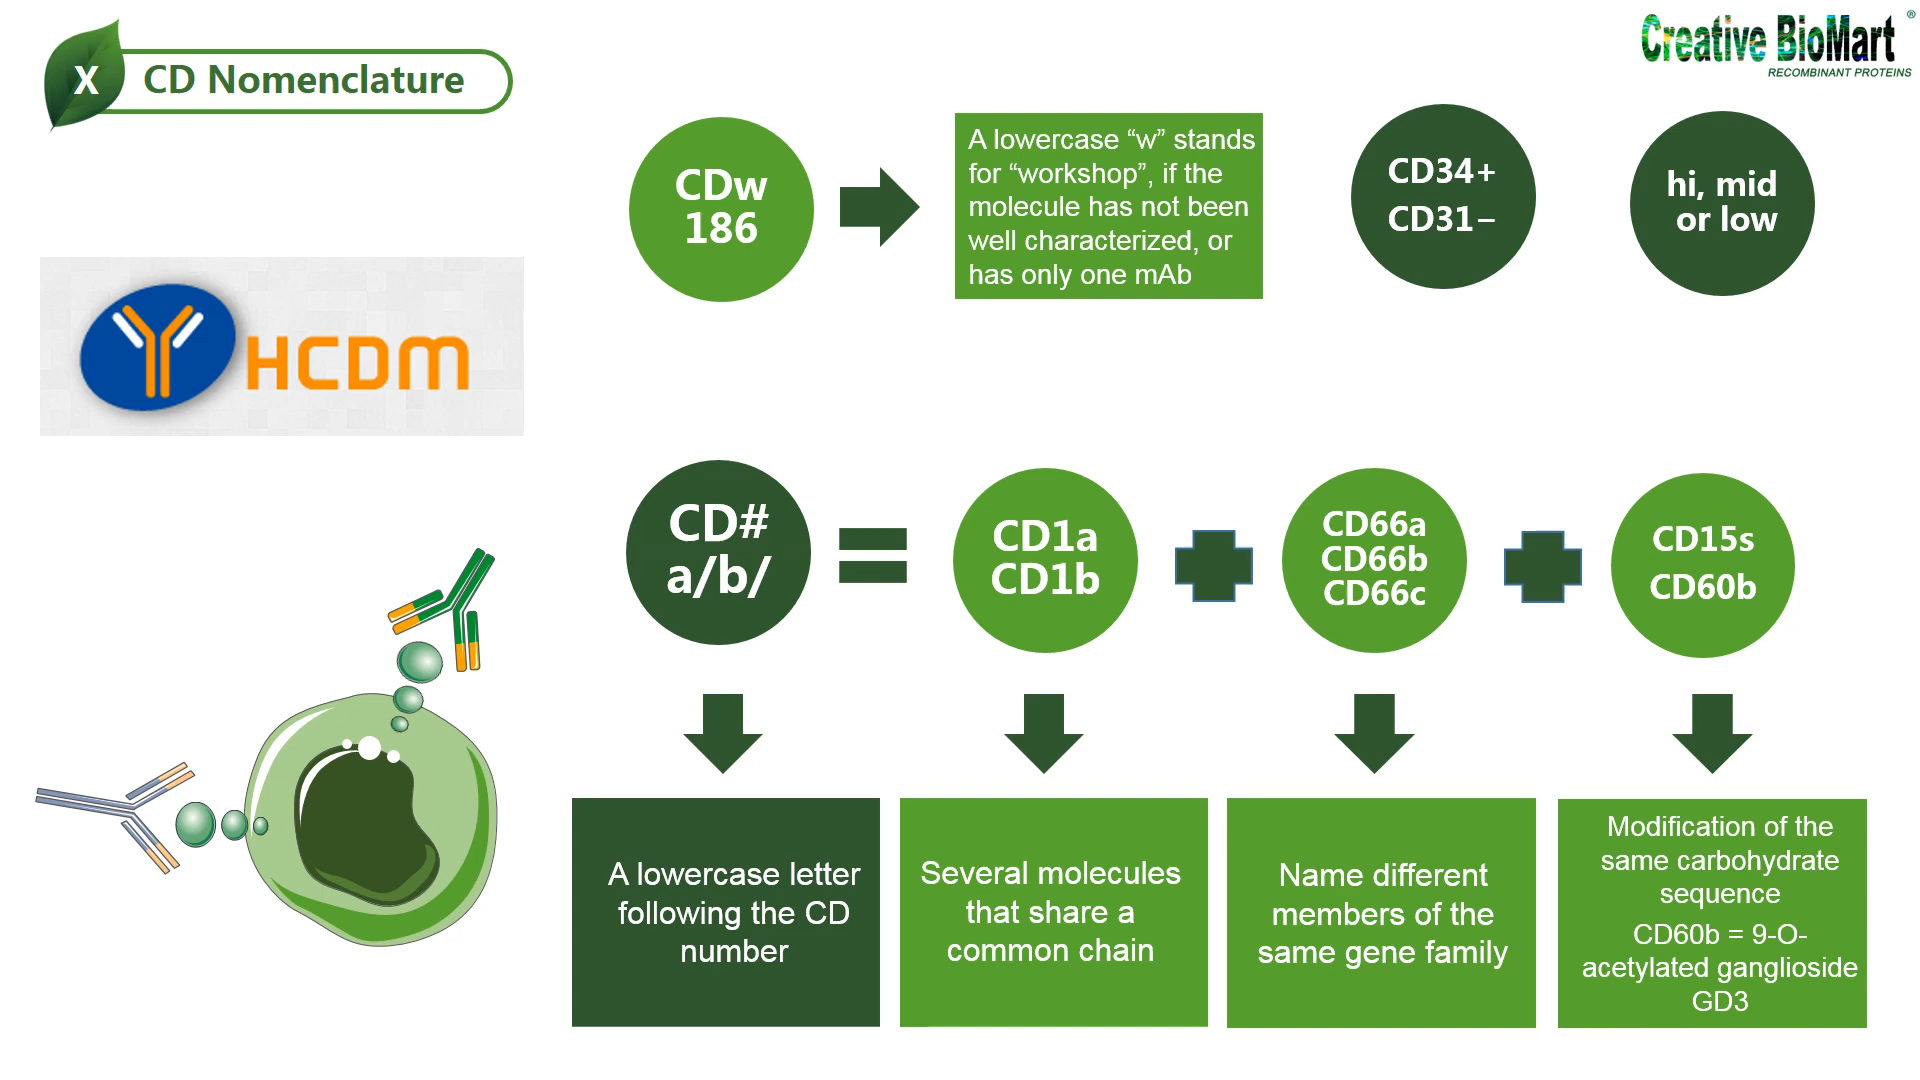 X
CD Nomenclature
Creative BioMart ®
RECOMBINANT PROTEINS
CDw
186
A lowercase “w” stands
for “workshop”, if the
molecule has not been
well characterized, or
has only one mAb
CD34+
CD31−
hi, mid
or low
HCDM
CD#
a/b/
CD1a
CD1b
CD66a
CD66b
CD66c
CD15s
CD60b
A lowercase letter
following the CD
number
Several molecules
that share a
common chain
Name different
members of the
same gene family
Modification of the
same carbohydrate
sequence
CD60b = 9-O-
acetylated ganglioside
GD3